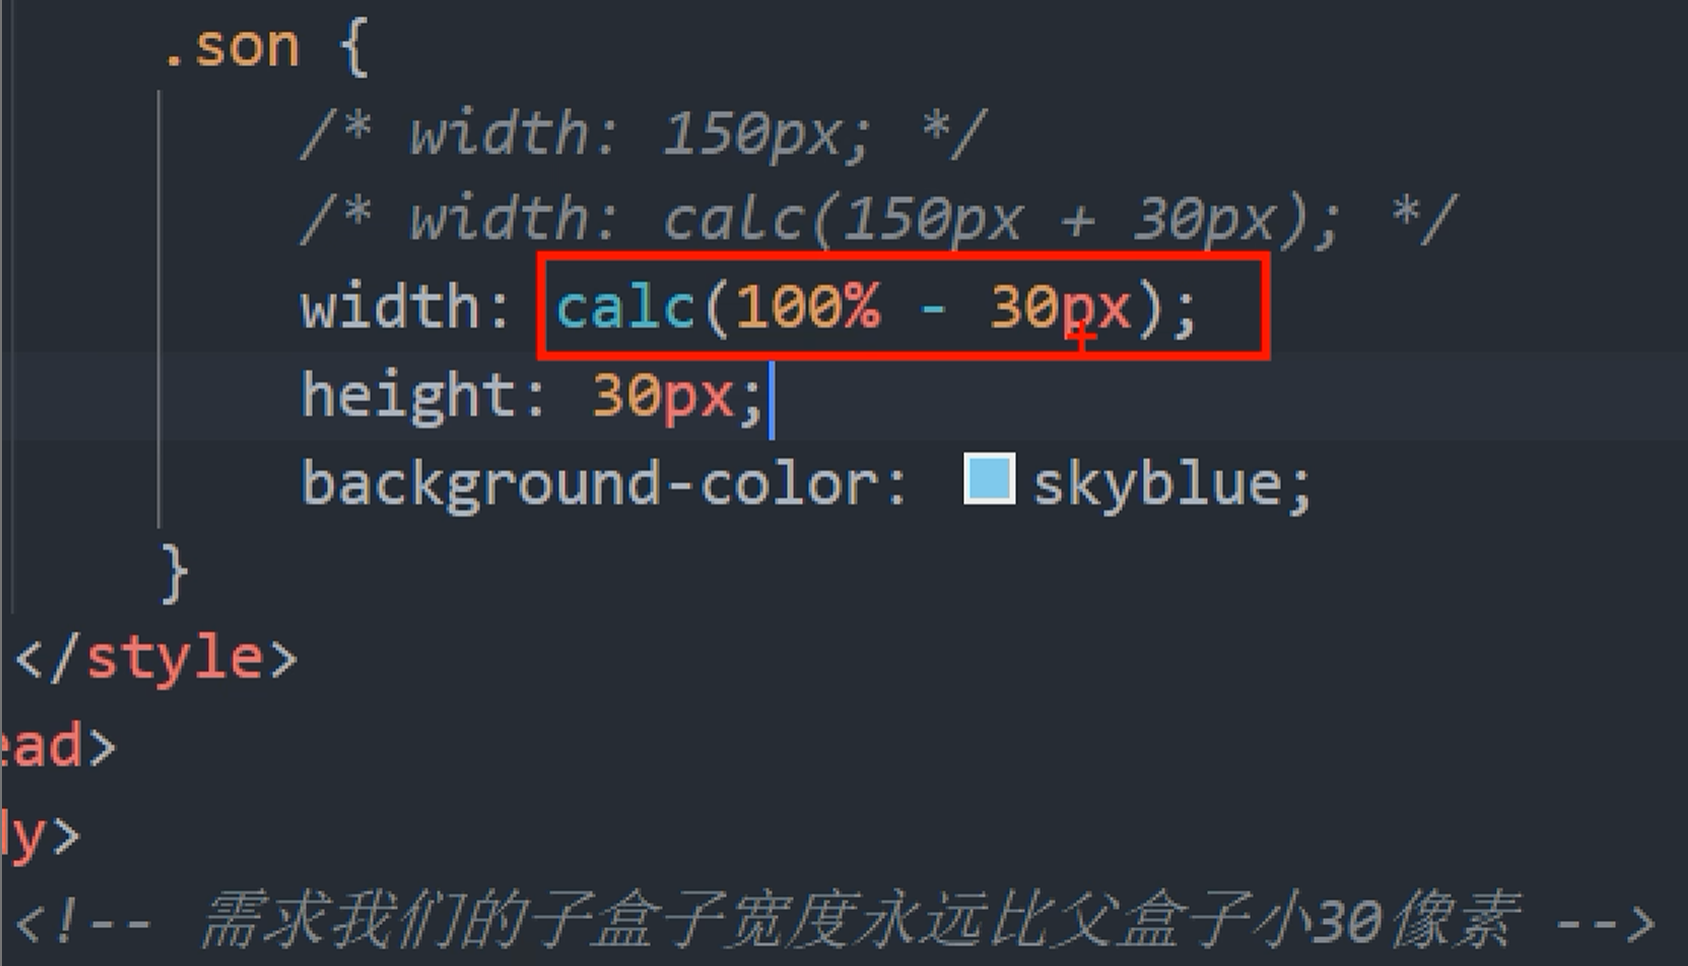 .son {
/* width: 150px; */
/* width: calc(150px + 30px); */
width: calc(100% - 30px);
height: 30px;
background-color: skyblue;
}
</style>
ead>
ly>
<!-- 需求我们的子盒子宽度永远比父盒子小30像素 -->